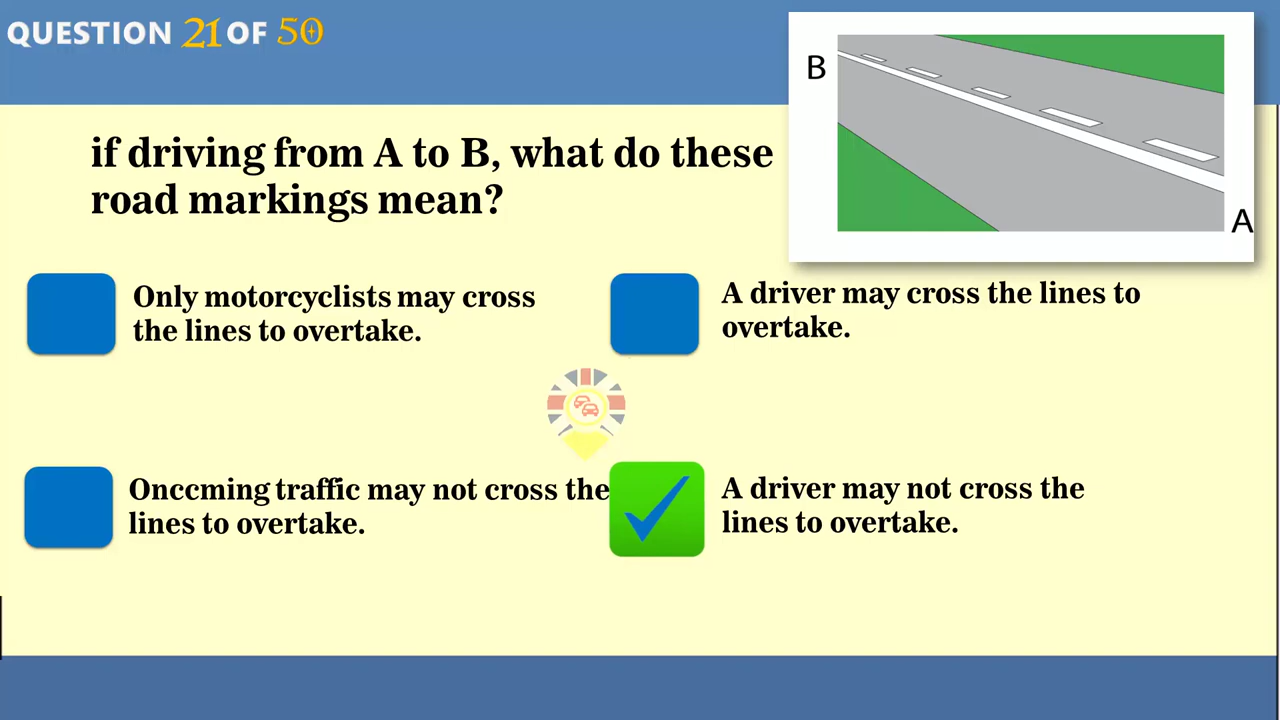 QUESTION 21 OF 50
B
A
if driving from A to B, what do these
road markings mean?
Only motorcyclists may cross
the lines to overtake.
A driver may cross the lines to
overtake.
Onccming traffic may not cross the
lines to overtake.
A driver may not cross the
lines to overtake.